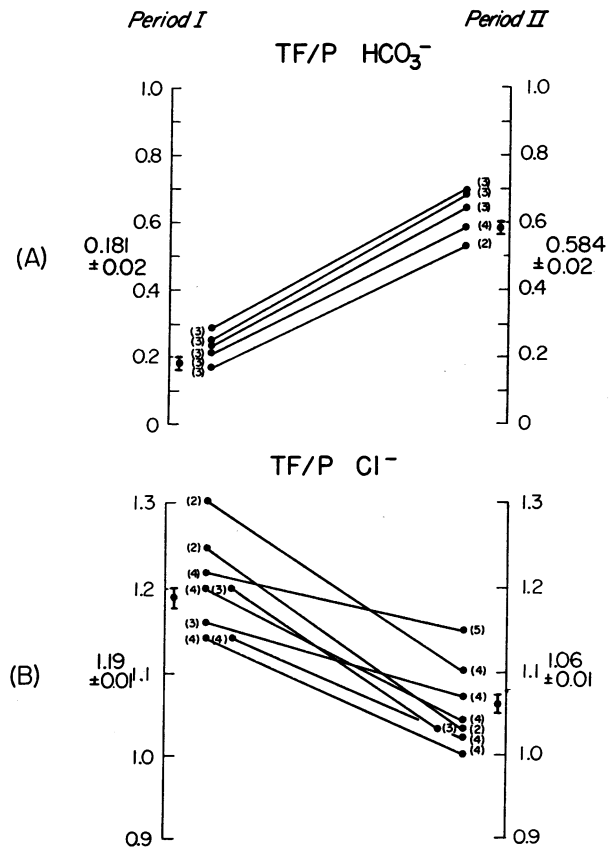 Period I Period II
TF/P HCO3−
1.0 1.0
0.8 0.8
(3)
(3)
(3)
0.6 (4) 0.6
(A) 0.181 ±0.02 (2) 0.584 ±0.02
0.4 0.4
(3)
(3)
(3)
0.2 (3) 0.2
(3)
0 0
TF/P Cl−
1.3 (2) 1.3
(2)
(4)
1.2 (4) (3) 1.2
(3) (5)
(4) (4)
(B) 1.19 ±0.01 1.1 (4) 1.1 1.06 ±0.01
(4)
(4)
(3) (2)
(4)
1.0 (4) 1.0
0.9 0.9